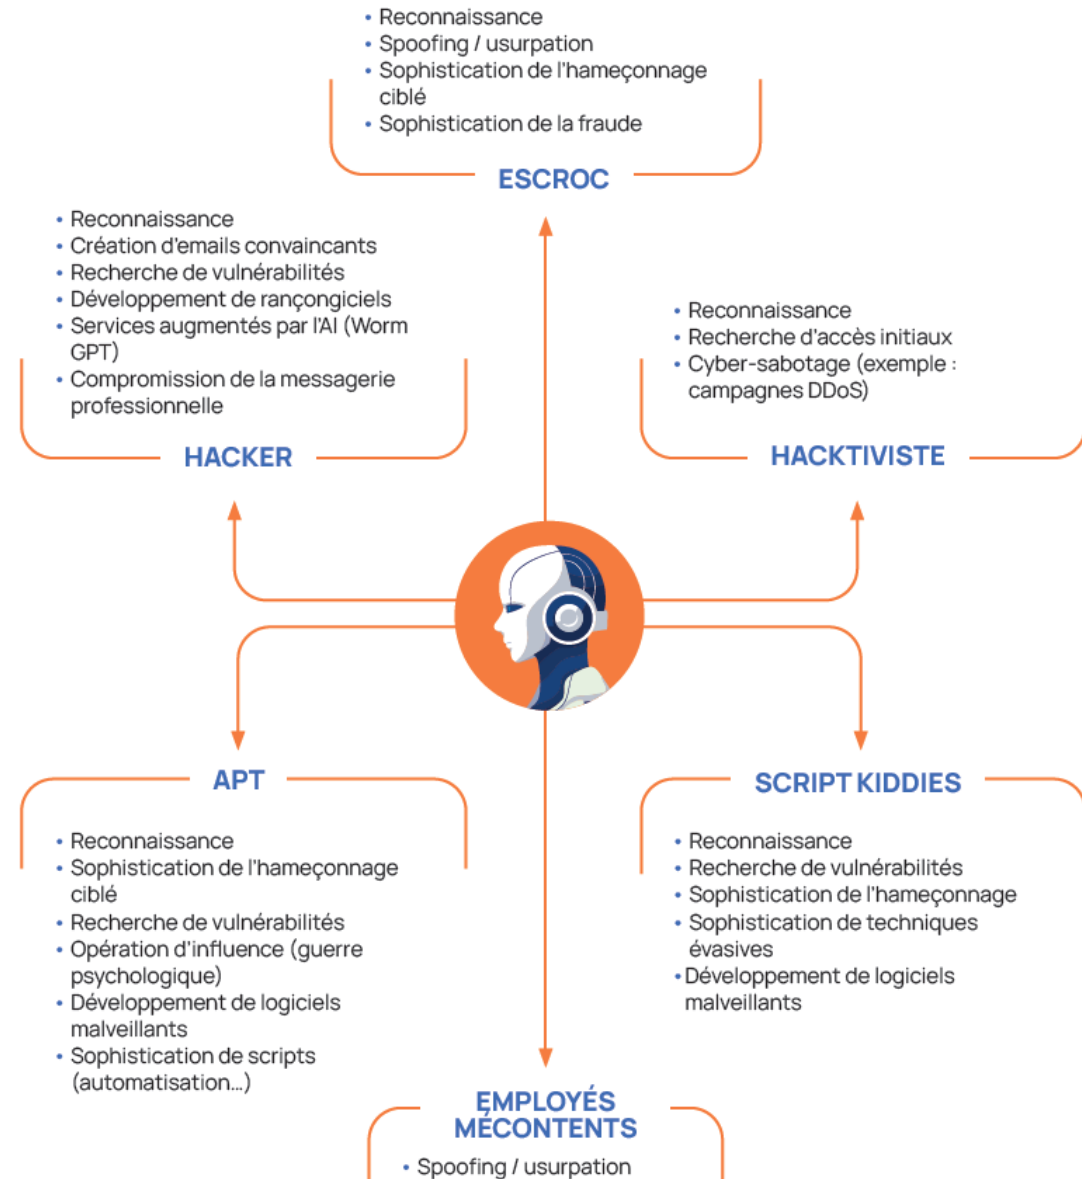 • Reconnaissance
• Spoofing / usurpation
• Sophistication de l'hameçonnage
ciblé
• Sophistication de la fraude
ESCROC
• Reconnaissance
• Création d'emails convaincants
• Recherche de vulnérabilités
• Développement de rançongiciels
• Services augmentés par l'AI (Worm
GPT)
• Compromission de la messagerie
professionnelle
HACKER
• Reconnaissance
• Recherche d'accès initiaux
• Cyber-sabotage (exemple :
campagnes DDoS)
HACKTIVISTE
APT
• Reconnaissance
• Sophistication de l'hameçonnage
ciblé
• Recherche de vulnérabilités
• Opération d'influence (guerre
psychologique)
• Développement de logiciels
malveillants
• Sophistication de scripts
(automatisation...)
SCRIPT KIDDIES
• Reconnaissance
• Recherche de vulnérabilités
• Sophistication de l'hameçonnage
• Sophistication de techniques
évasives
•Développement de logiciels
malveillants
EMPLOYÉS
MÉCONTENTS
• Spoofing / usurpation